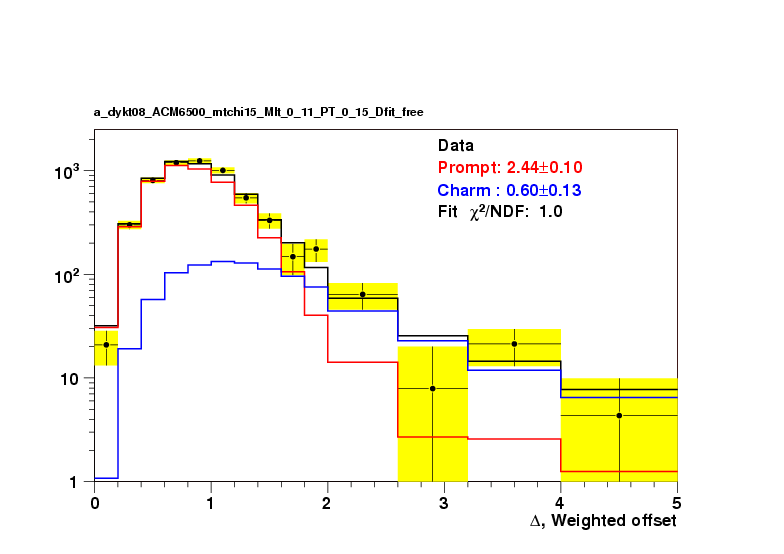 a_dykt08_ACM6500_mtchi15_Mlt_0_11_PT_0_15_Dfit_free
Data
Prompt: 2.44±0.10
Charm : 0.60±0.13
Fit χ²/NDF: 1.0
10³
10²
10
1
0 1 2 3 4 5
Δ, Weighted offset